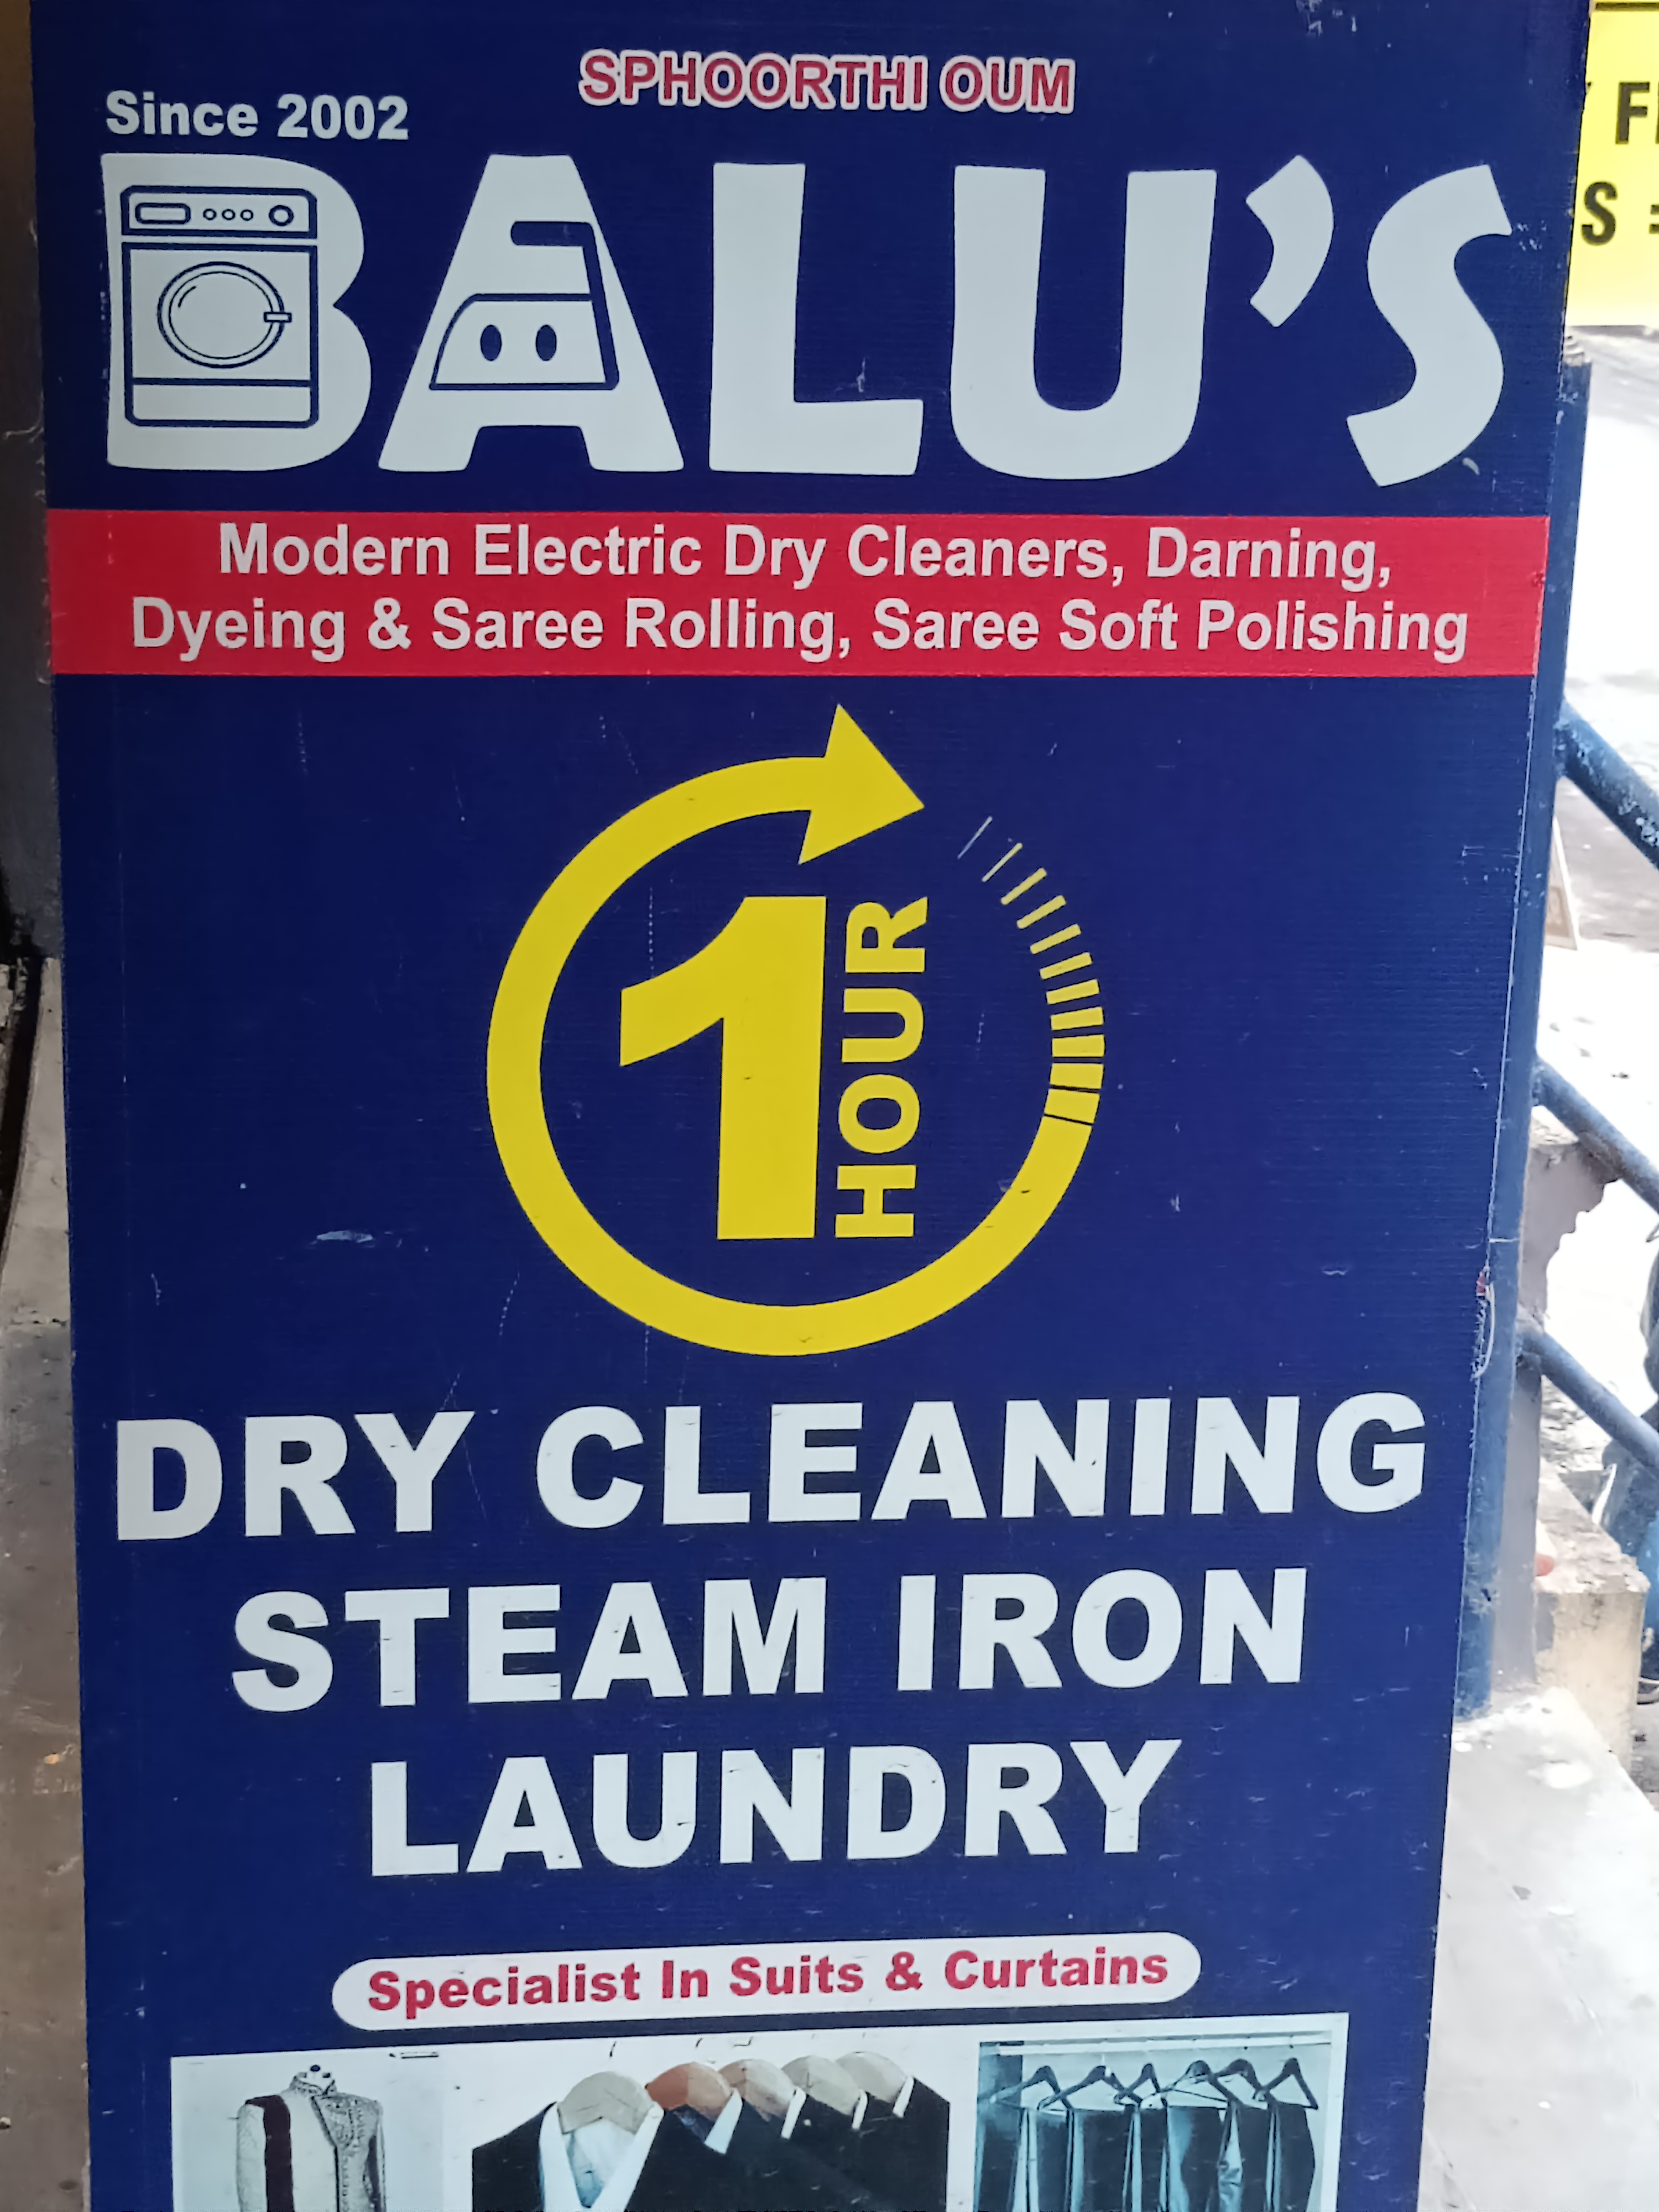 SPHOORTHI OUM
Since 2002
BALU'S
Modern Electric Dry Cleaners, Darning,
Dyeing & Saree Rolling, Saree Soft Polishing
1 HOUR
DRY CLEANING
STEAM IRON
LAUNDRY
Specialist In Suits & Curtains